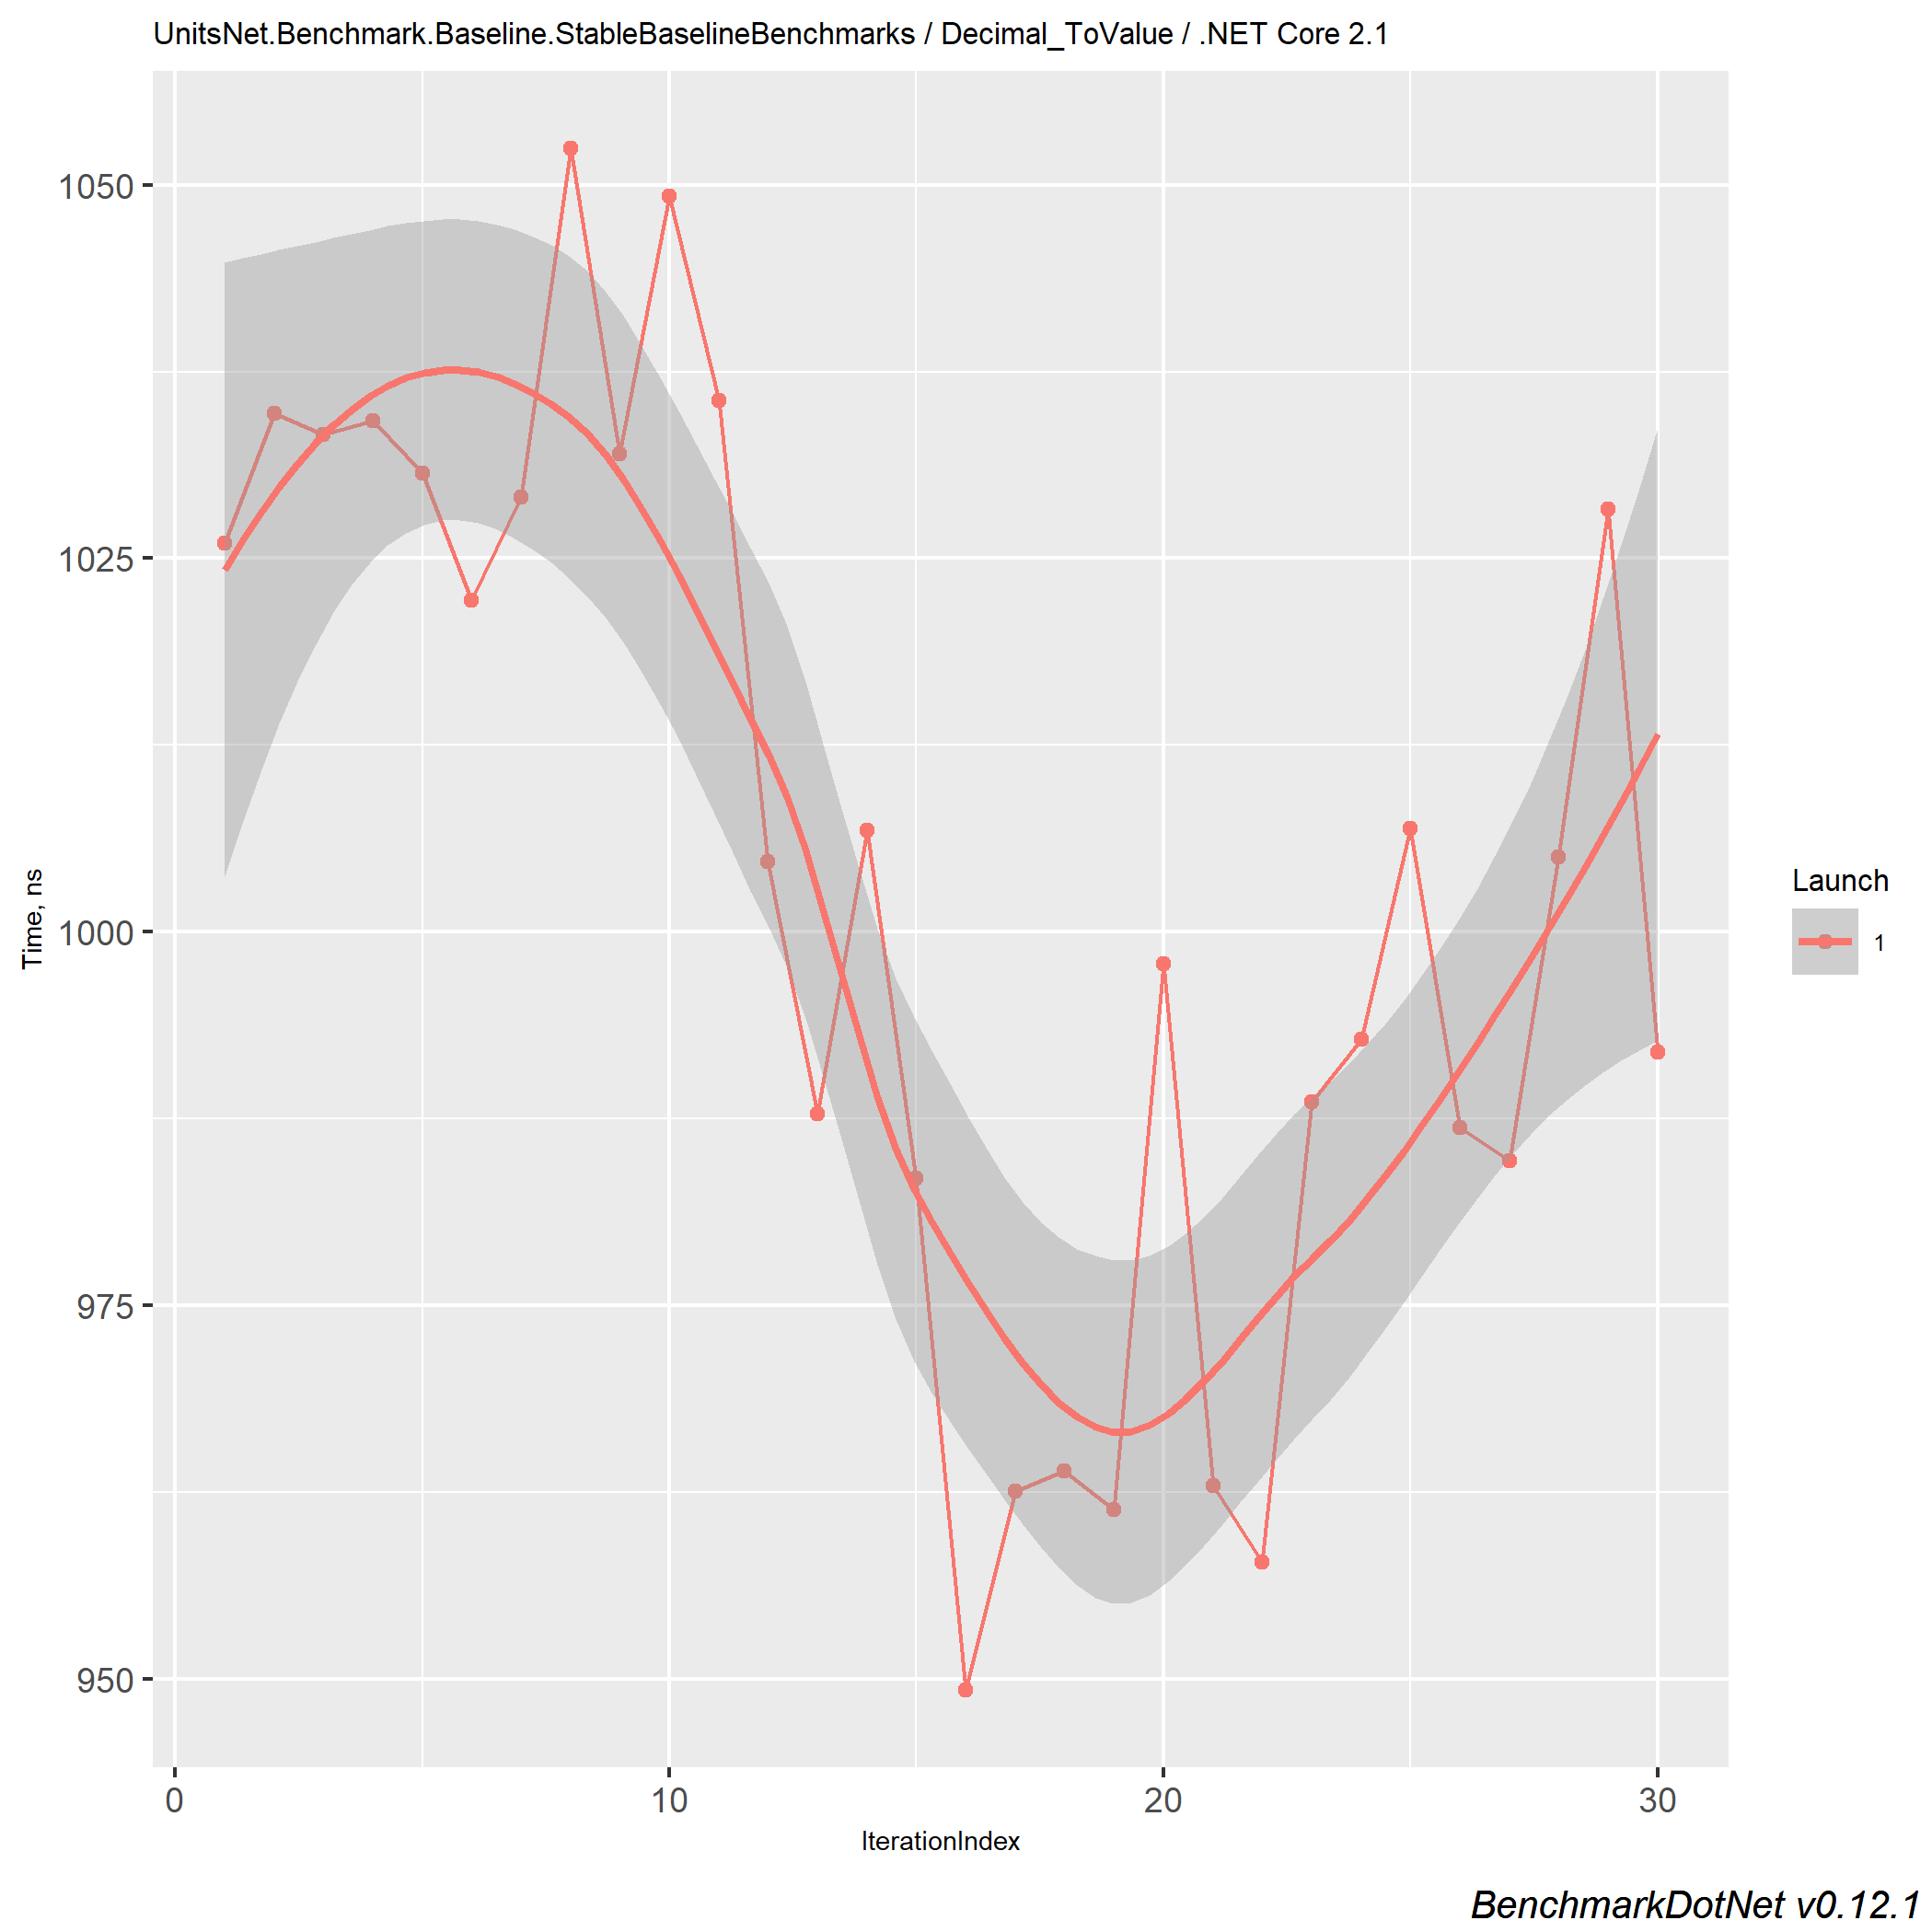 UnitsNet.Benchmark.Baseline.StableBaselineBenchmarks / Decimal_ToValue / .NET Core 2.1
1050
1025
1000
975
950
Time, ns
0 10 20 30
IterationIndex
Launch
1
BenchmarkDotNet v0.12.1